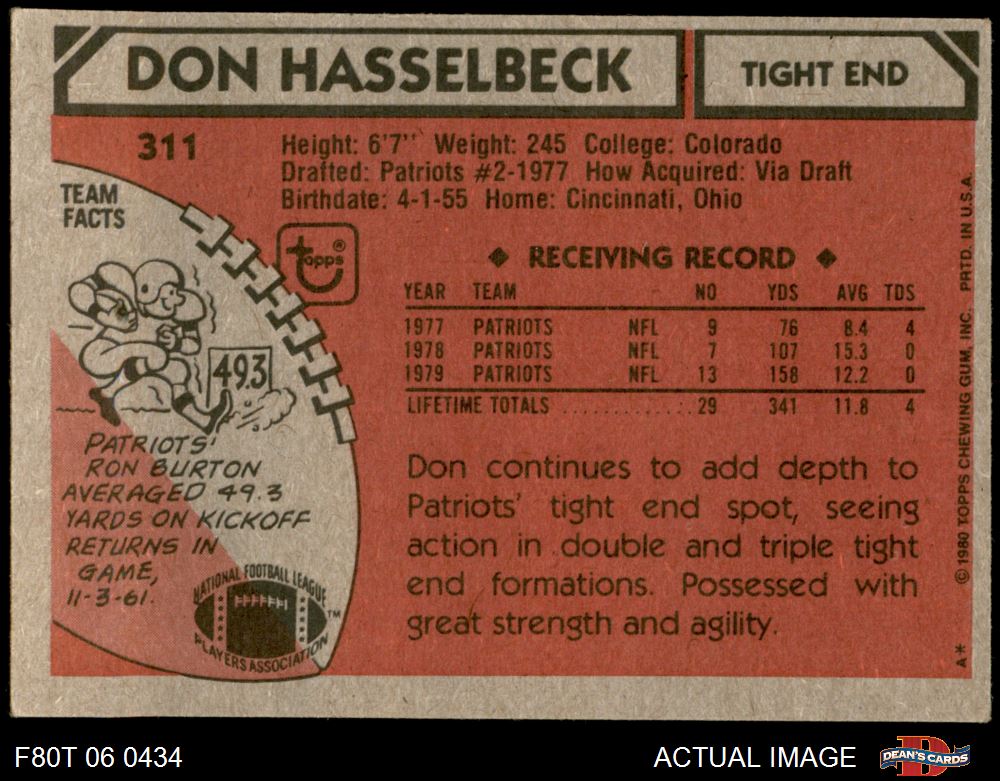 DON HASSELBECK
TIGHT END
311
Height: 6'7" Weight: 245 College: Colorado
Drafted: Patriots #2-1977 How Acquired: Via Draft
Birthdate: 4-1-55 Home: Cincinnati, Ohio
TEAM
FACTS
topps®
◆ RECEIVING RECORD ◆
YEAR TEAM NO YDS AVG TDS
1977 PATRIOTS NFL 9 76 8.4 4
1978 PATRIOTS NFL 7 107 15.3 0
1979 PATRIOTS NFL 13 158 12.2 0
LIFETIME TOTALS .......... 29 341 11.8 4
49.3
PATRIOTS'
RON BURTON
AVERAGED 49.3
YARDS ON KICKOFF
RETURNS IN
GAME,
11-3-61.
NATIONAL FOOTBALL LEAGUE
PLAYERS ASSOCIATION
TM
Don continues to add depth to
Patriots' tight end spot, seeing
action in double and triple tight
end formations. Possessed with
great strength and agility.
A* © 1980 TOPPS CHEWING GUM, INC. PRTD. IN U.S.A.
F80T 06 0434
ACTUAL IMAGE
DEAN'S CARDS